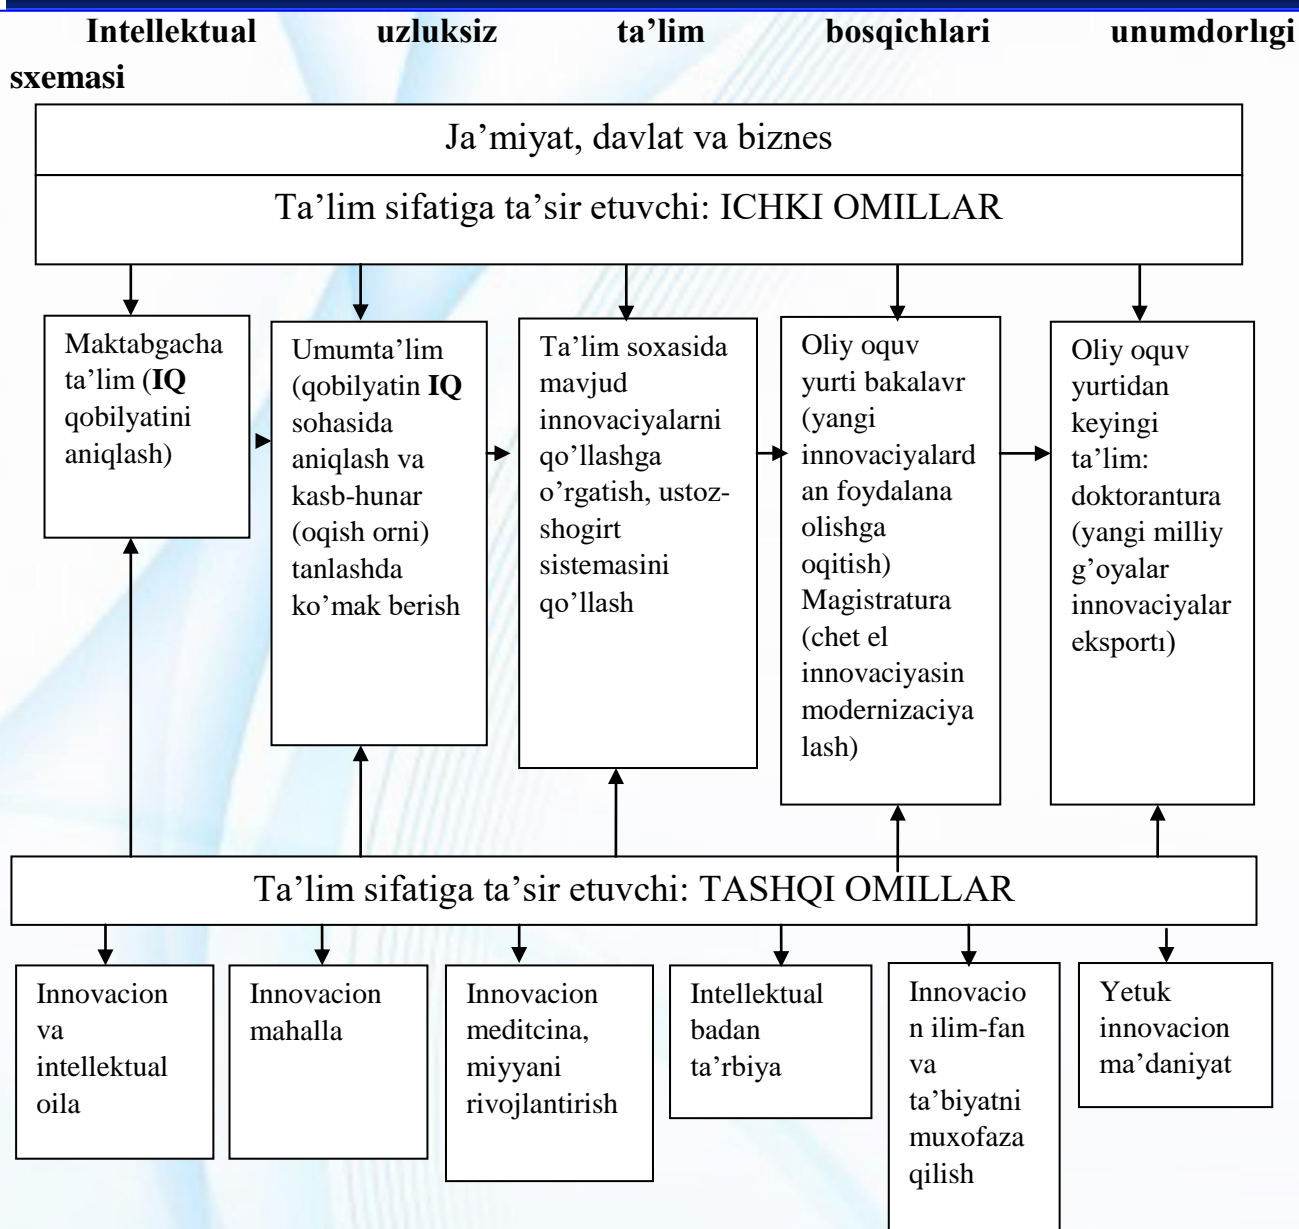 Intellektual uzluksiz ta’lim bosqichlari unumdorlıgi
sxemasi
Ja’miyat, davlat va biznes
Ta’lim sifatiga ta’sir etuvchi: ICHKI OMILLAR
Maktabgacha
ta’lim (IQ
qobilyatini
aniqlash)
Umumta’lim
(qobilyatin IQ
sohasida
aniqlash va
kasb-hunar
(oqish orni)
tanlashda
ko’mak berish
Ta’lim soxasida
mavjud
innovaciyalarni
qo’llashga
o’rgatish, ustoz-
shogirt
sistemasini
qo’llash
Oliy oquv
yurti bakalavr
(yangi
innovaciyalard
an foydalana
olishga
oqitish)
Magistratura
(chet el
innovaciyasin
modernizaciya
lash)
Oliy oquv
yurtidan
keyingi
ta’lim:
doktorantura
(yangi milliy
g’oyalar
innovaciyalar
eksportı)
Ta’lim sifatiga ta’sir etuvchi: TASHQI OMILLAR
Innovacion
va
intellektual
oila
Innovacion
mahalla
Innovacion
meditcina,
miyyani
rivojlantirish
Intellektual
badan
ta’rbiya
Innovacio
n ilim-fan
va
ta’biyatni
muxofaza
qilish
Yetuk
innovacion
ma’daniyat